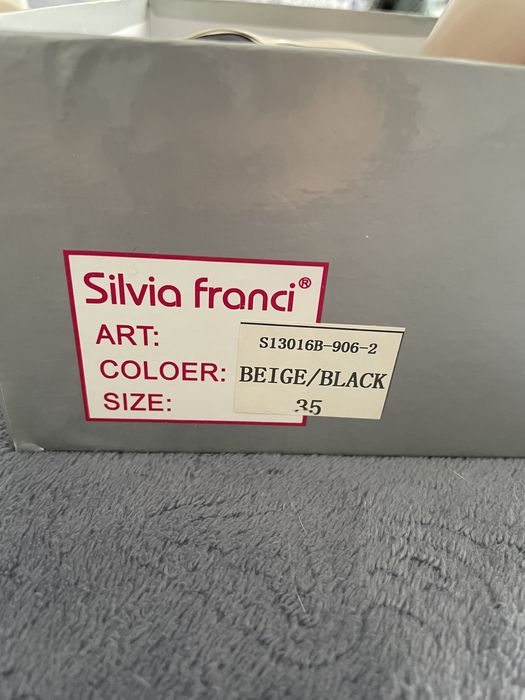 Silvia franci®
ART: S13016B-906-2
COLOER: BEIGE/BLACK
SIZE: 35